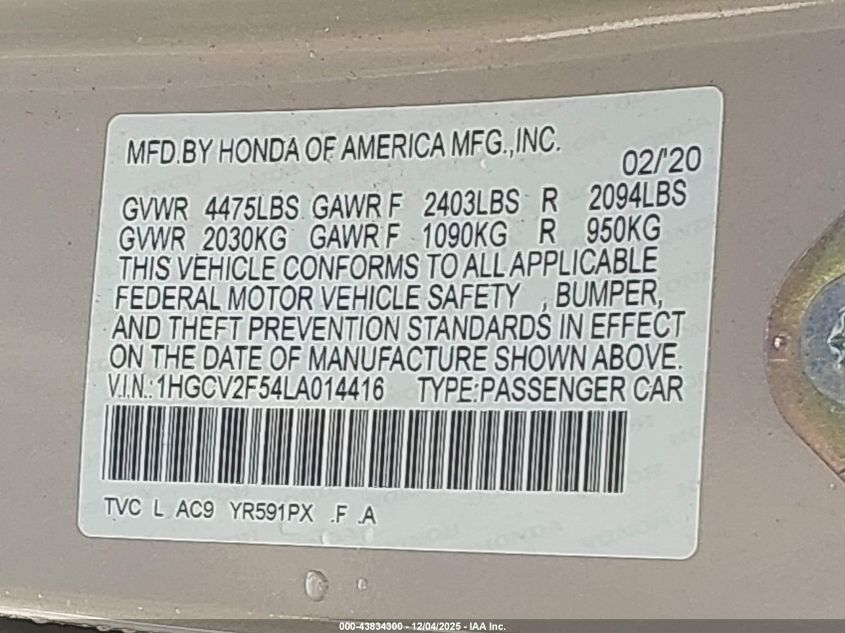 MFD.BY HONDA OF AMERICA MFG.,INC.
02/'20
GVWR 4475LBS GAWR F 2403LBS R 2094LBS
GVWR 2030KG GAWR F 1090KG R 950KG
THIS VEHICLE CONFORMS TO ALL APPLICABLE
FEDERAL MOTOR VEHICLE SAFETY , BUMPER,
AND THEFT PREVENTION STANDARDS IN EFFECT
ON THE DATE OF MANUFACTURE SHOWN ABOVE.
V.I.N.:1HGCV2F54LA014416 TYPE:PASSENGER CAR
TVC L AC9 YR591PX .F .A
000-43834300 - 12/04/2025 - IAA Inc.